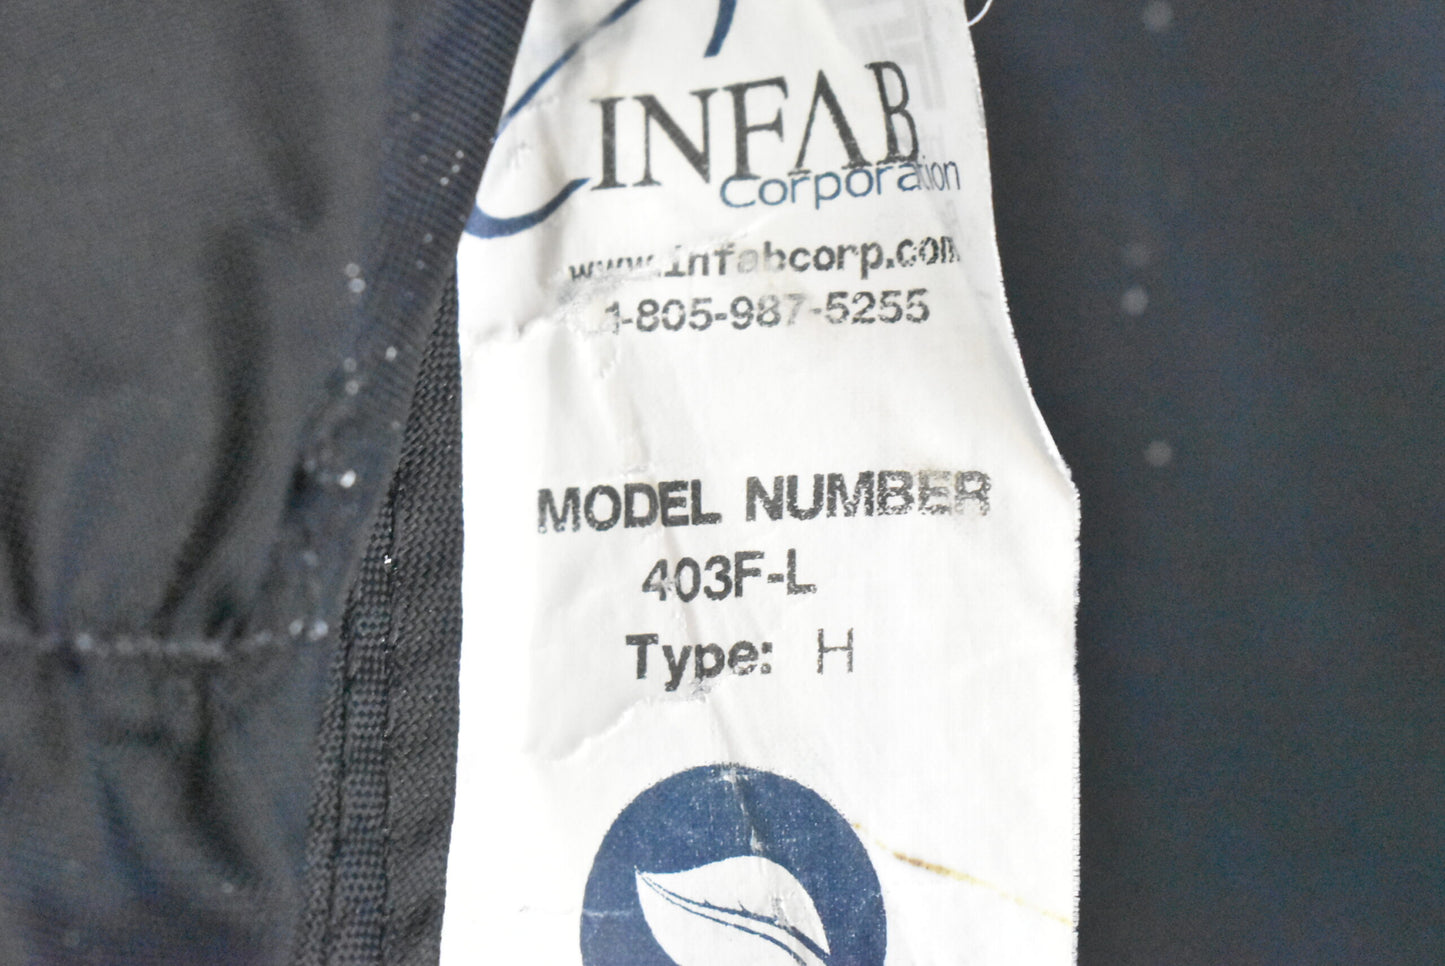 INFAB
Corporation
www.infabcorp.com
1-805-987-5255
MODEL NUMBER
403F-L
Type: H